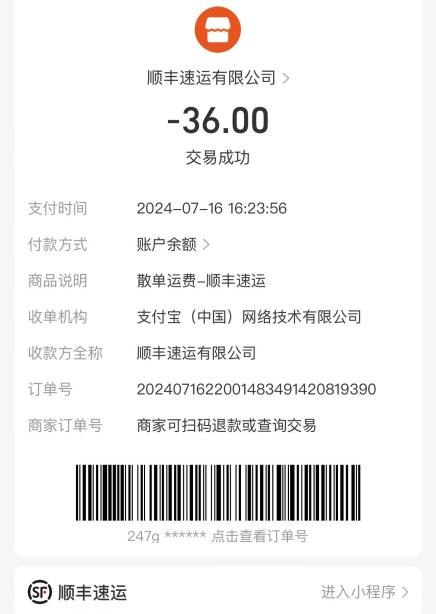 顺丰速运有限公司
-36.00
交易成功
支付时间 2024-07-16 16:23:56
付款方式 账户余额
商品说明 散单运费-顺丰速运
收单机构 支付宝（中国）网络技术有限公司
收款方全称 顺丰速运有限公司
订单号 2024071622001483491420819390
商家订单号 商家可扫码退款或查询交易
247g ****** 点击查看订单号
SF 顺丰速运 进入小程序